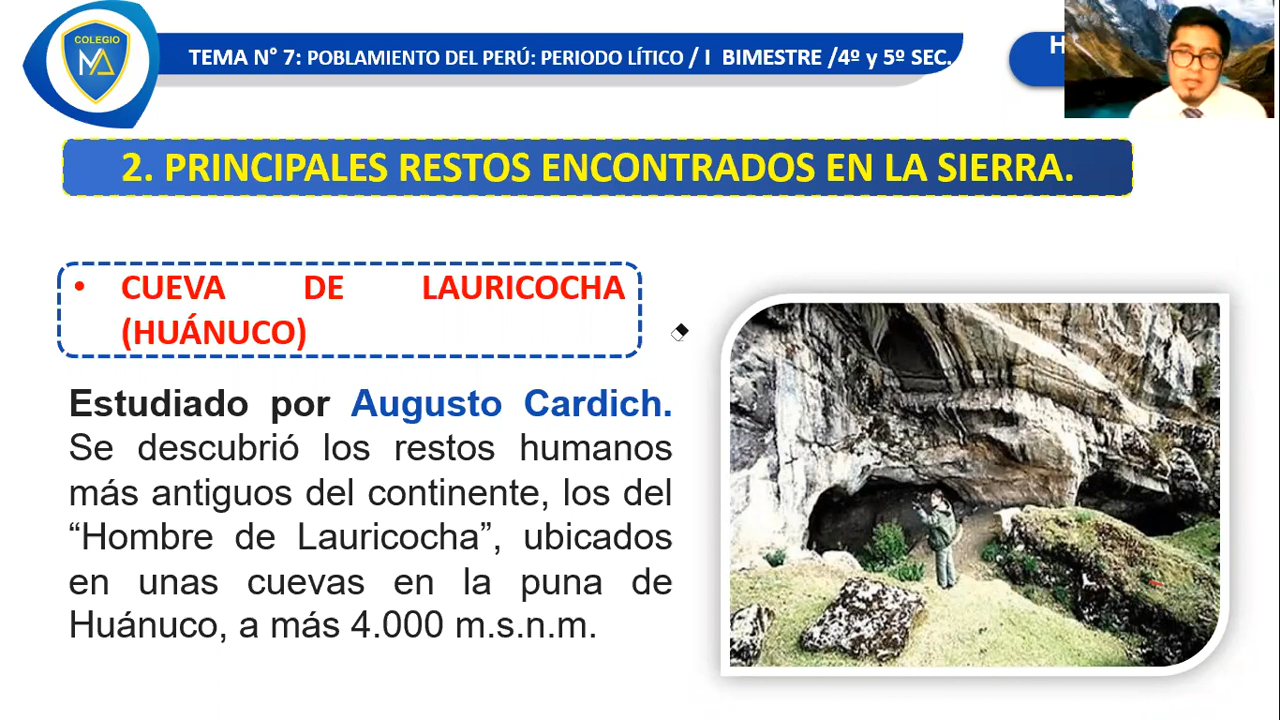 COLEGIO
MA
TEMA N° 7: POBLAMIENTO DEL PERÚ: PERIODO LÍTICO / I BIMESTRE /4º y 5º SEC.
H
2. PRINCIPALES RESTOS ENCONTRADOS EN LA SIERRA.
• CUEVA DE LAURICOCHA
(HUÁNUCO)
Estudiado por Augusto Cardich.
Se descubrió los restos humanos
más antiguos del continente, los del
“Hombre de Lauricocha”, ubicados
en unas cuevas en la puna de
Huánuco, a más 4.000 m.s.n.m.